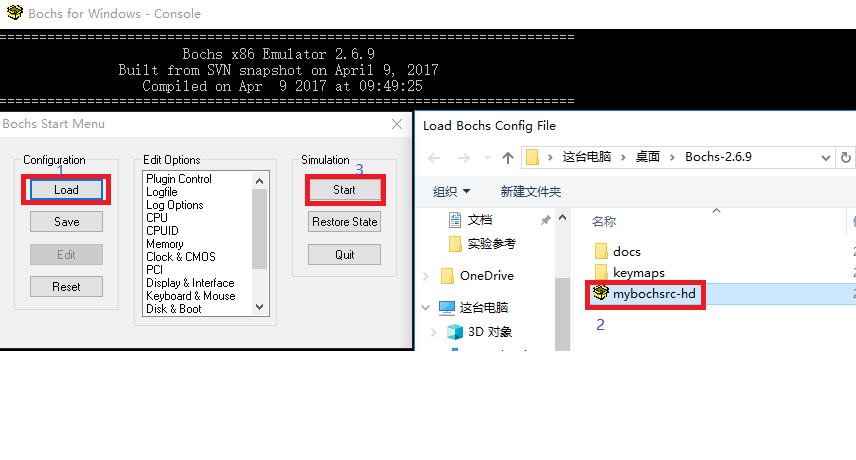 Bochs for Windows - Console
========================================================================
Bochs x86 Emulator 2.6.9
Built from SVN snapshot on April 9, 2017
Compiled on Apr  9 2017 at 09:49:25
========================================================================
Bochs Start Menu
Configuration
1
Load
Save
Edit
Reset
Edit Options
Plugin Control
Logfile
Log Options
CPU
CPUID
Memory
Clock & CMOS
PCI
Display & Interface
Keyboard & Mouse
Disk & Boot
Simulation
3
Start
Restore State
Quit
Load Bochs Config File
这台电脑 > 桌面 > Bochs-2.6.9
组织 新建文件夹
文档
实验参考
OneDrive
这台电脑
3D 对象
名称
docs
keymaps
mybochsrc-hd
2